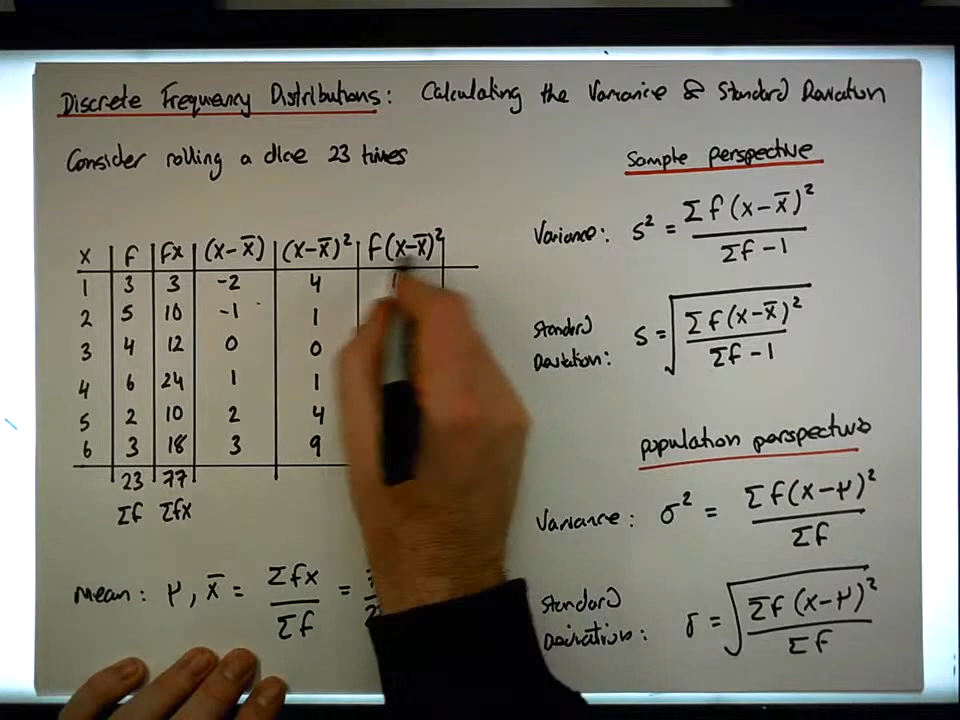 Discrete Frequency Distributions: Calculating the Variance & Standard Deviation
Consider rolling a dice 23 times
x f fx (x-x̄) (x-x̄)² f(x-x̄)²
1 3 3 -2 4
2 5 10 -1 1
3 4 12 0 0
4 6 24 1 1
5 2 10 2 4
6 3 18 3 9
23 77
Σf Σfx
Mean: μ, x̄ = Σfx / Σf =
Sample perspective
Variance: s² = Σf(x-x̄)² / Σf-1
Standard
Deviation: s = √(Σf(x-x̄)² / Σf-1)
population perspective
Variance: σ² = Σf(x-μ)² / Σf
Standard
Deviation: σ = √(Σf(x-μ)² / Σf)